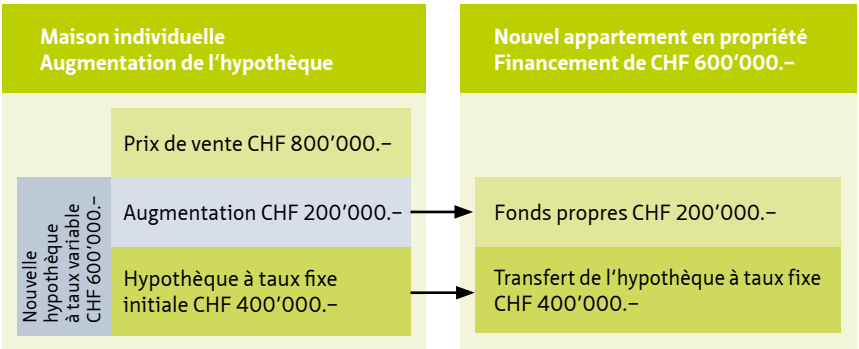 Maison individuelle
Augmentation de l’hypothèque
Nouvel appartement en propriété
Financement de CHF 600’000.–
Prix de vente CHF 800’000.–
Nouvelle
hypothèque
à taux variable
CHF 600’000.–
Augmentation CHF 200’000.–
Fonds propres CHF 200’000.–
Hypothèque à taux fixe
initiale CHF 400’000.–
Transfert de l’hypothèque à taux fixe
CHF 400’000.–